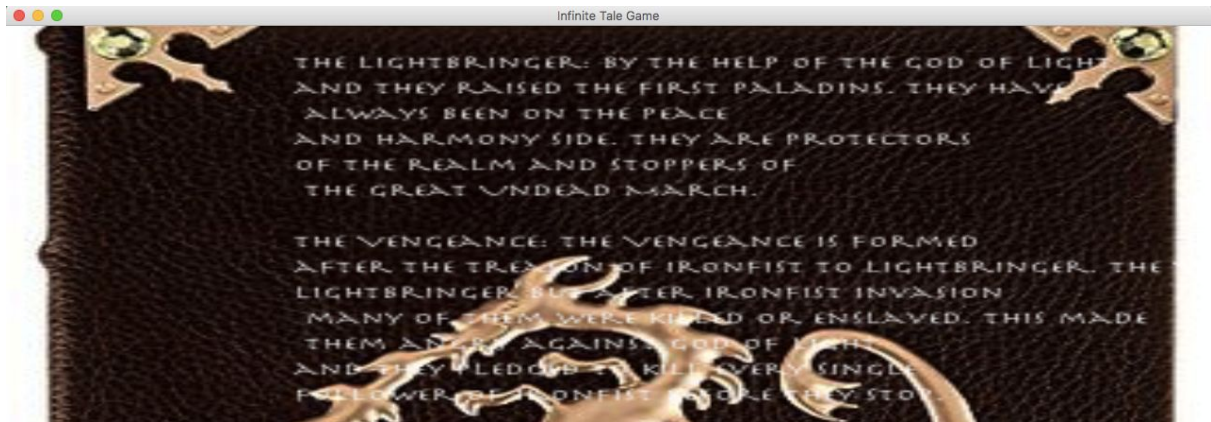 Infinite Tale Game
THE LIGHTBRINGER: BY THE HELP OF THE GOD OF LIGHT
AND THEY RAISED THE FIRST PALADINS. THEY HAVE
ALWAYS BEEN ON THE PEACE
AND HARMONY SIDE. THEY ARE PROTECTORS
OF THE REALM AND STOPPERS OF
THE GREAT UNDEAD MARCH.
THE VENGEANCE: THE VENGEANCE IS FORMED
AFTER THE TREASON OF IRONFIST TO LIGHTBRINGER. THE
LIGHTBRINGER BUT AFTER IRONFIST INVASION
MANY OF THEM WERE KILLED OR ENSLAVED. THIS MADE
THEM ANGRY AGAINST GOD OF LIGHT
AND THEY PLEDGED TO KILL EVERY SINGLE
FOLLOWER OF IRONFIST BEFORE THEY STOP.